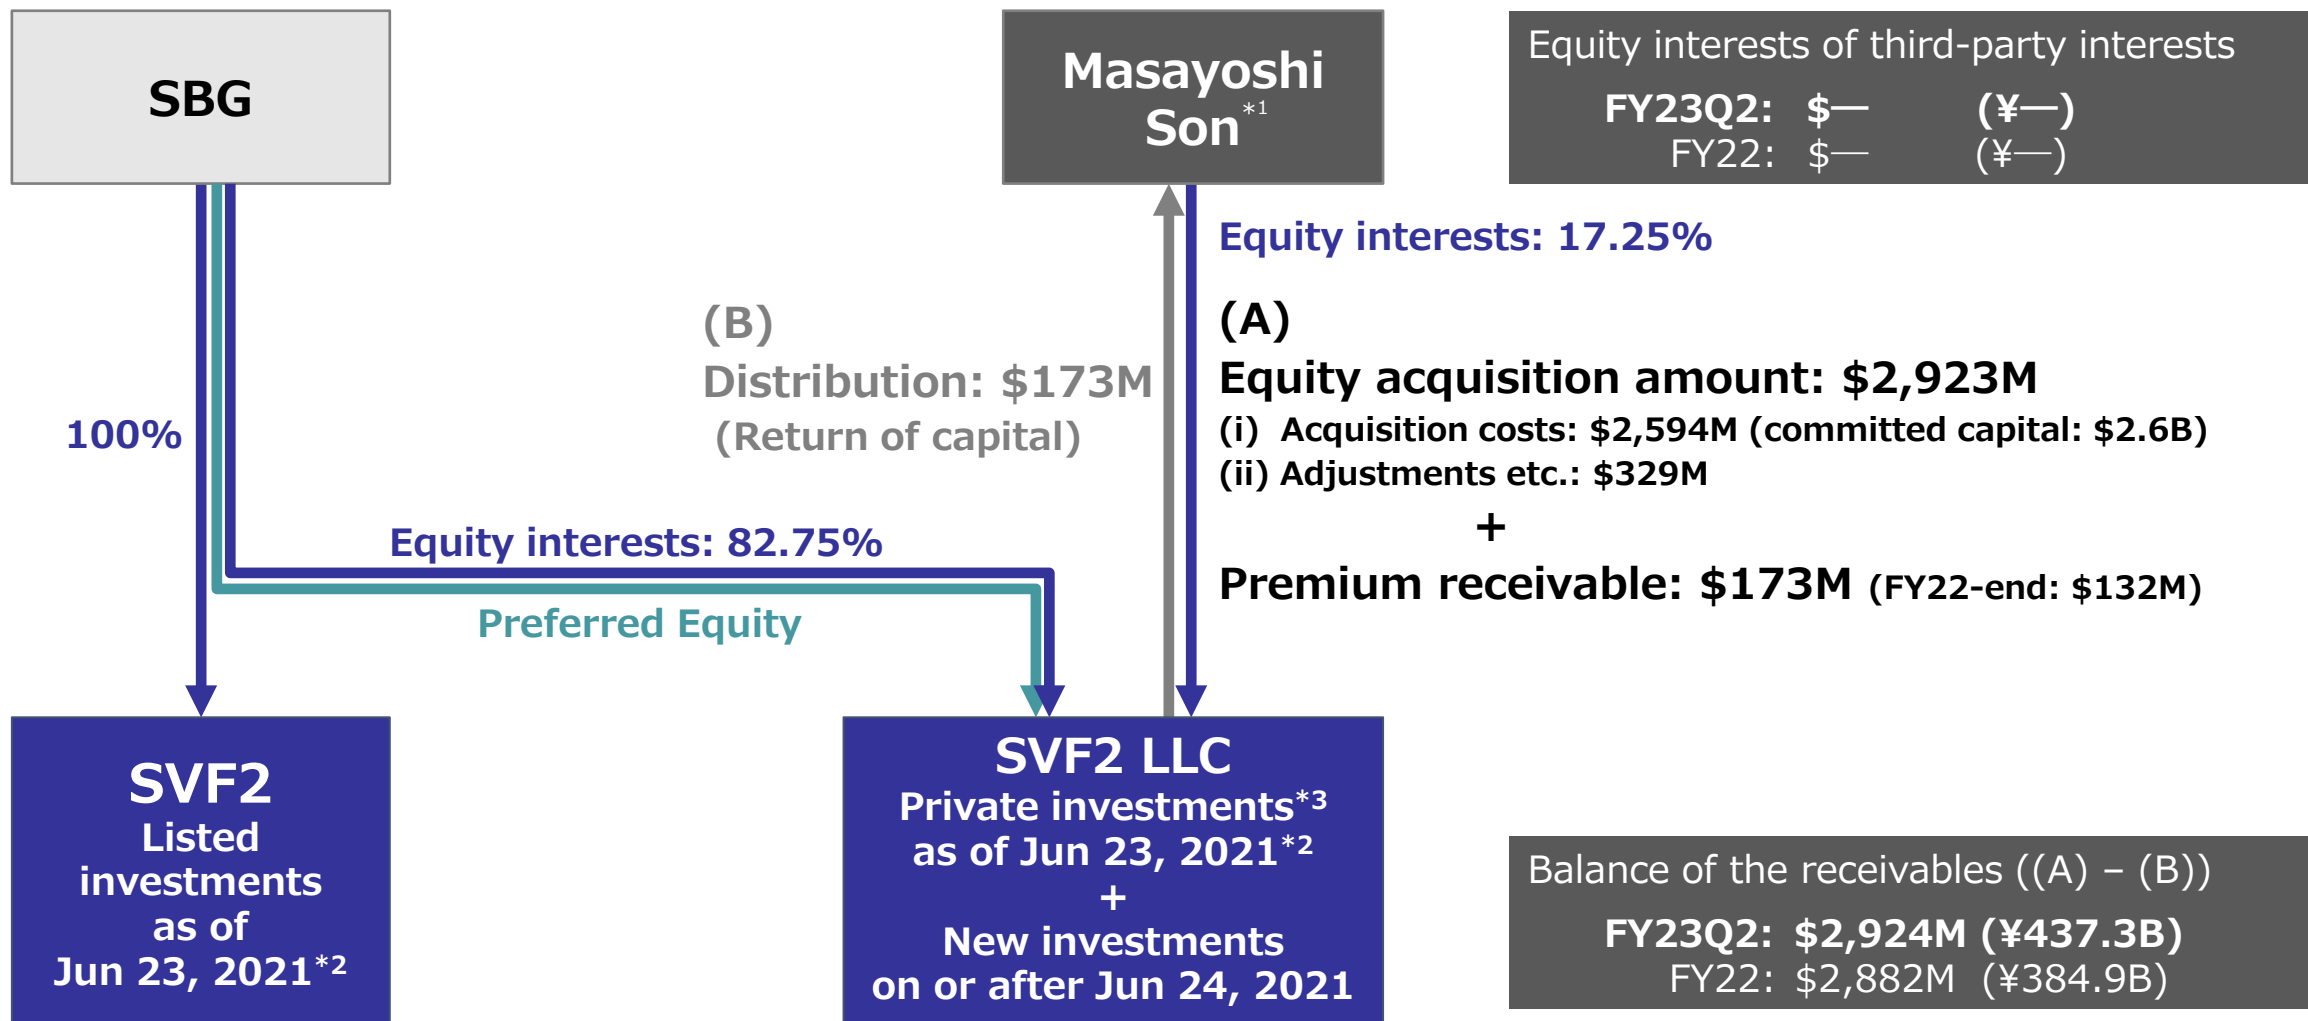 SBG
Masayoshi
Son*1
Equity interests of third-party interests
FY23Q2: $— (¥—)
FY22: $— (¥—)
Equity interests: 17.25%
(B)
Distribution: $173M
(Return of capital)
(A)
Equity acquisition amount: $2,923M
(i) Acquisition costs: $2,594M (committed capital: $2.6B)
(ii) Adjustments etc.: $329M
+
Premium receivable: $173M (FY22-end: $132M)
100%
Equity interests: 82.75%
Preferred Equity
SVF2
Listed
investments
as of
Jun 23, 2021*2
SVF2 LLC
Private investments*3
as of Jun 23, 2021*2
+
New investments
on or after Jun 24, 2021
Balance of the receivables ((A) – (B))
FY23Q2: $2,924M (¥437.3B)
FY22: $2,882M (¥384.9B)